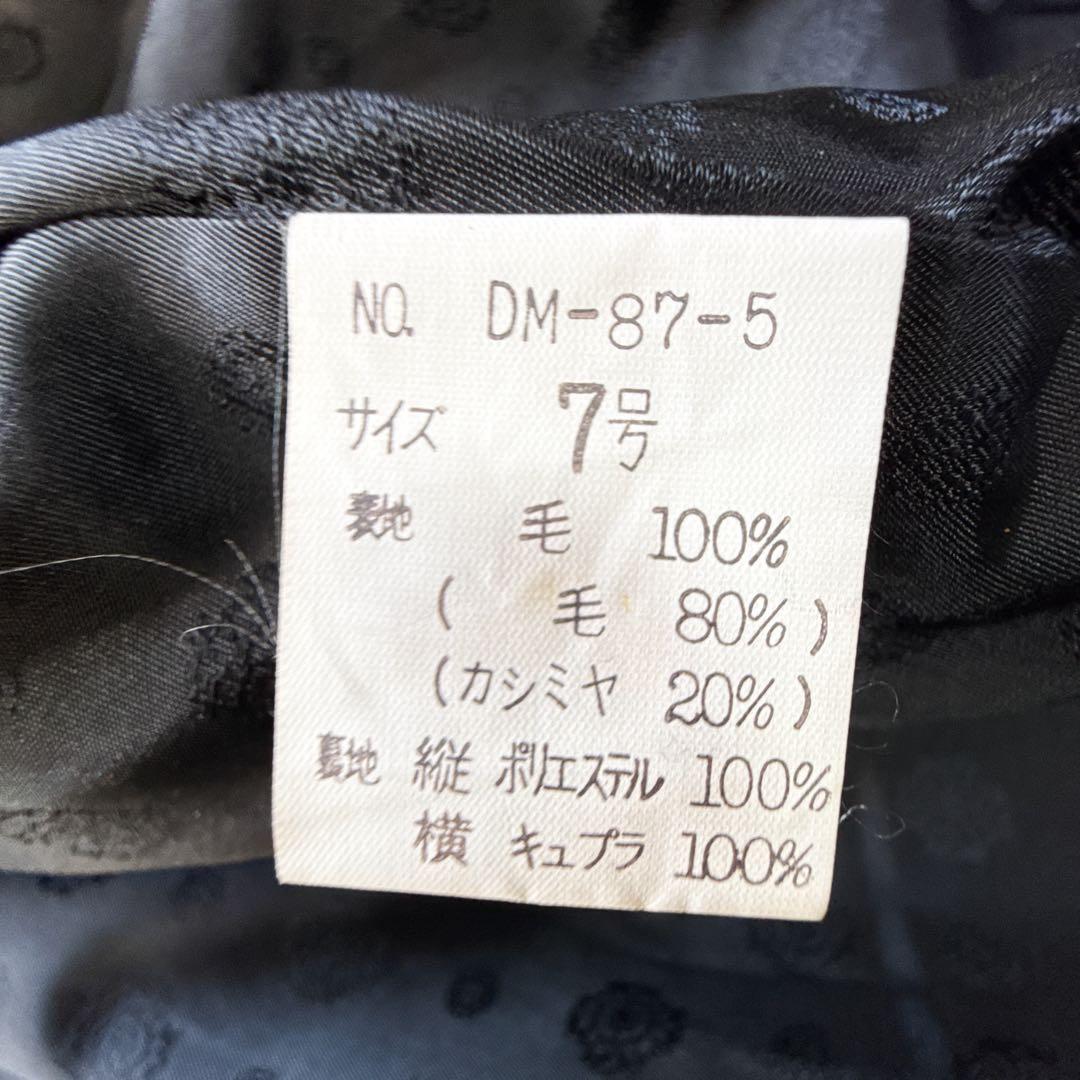 NO. DM-87-5
サイズ 7号
表地 毛 100%
( 毛 80% )
(カシミヤ 20% )
裏地 縦 ポリエステル 100%
横 キュプラ 100%